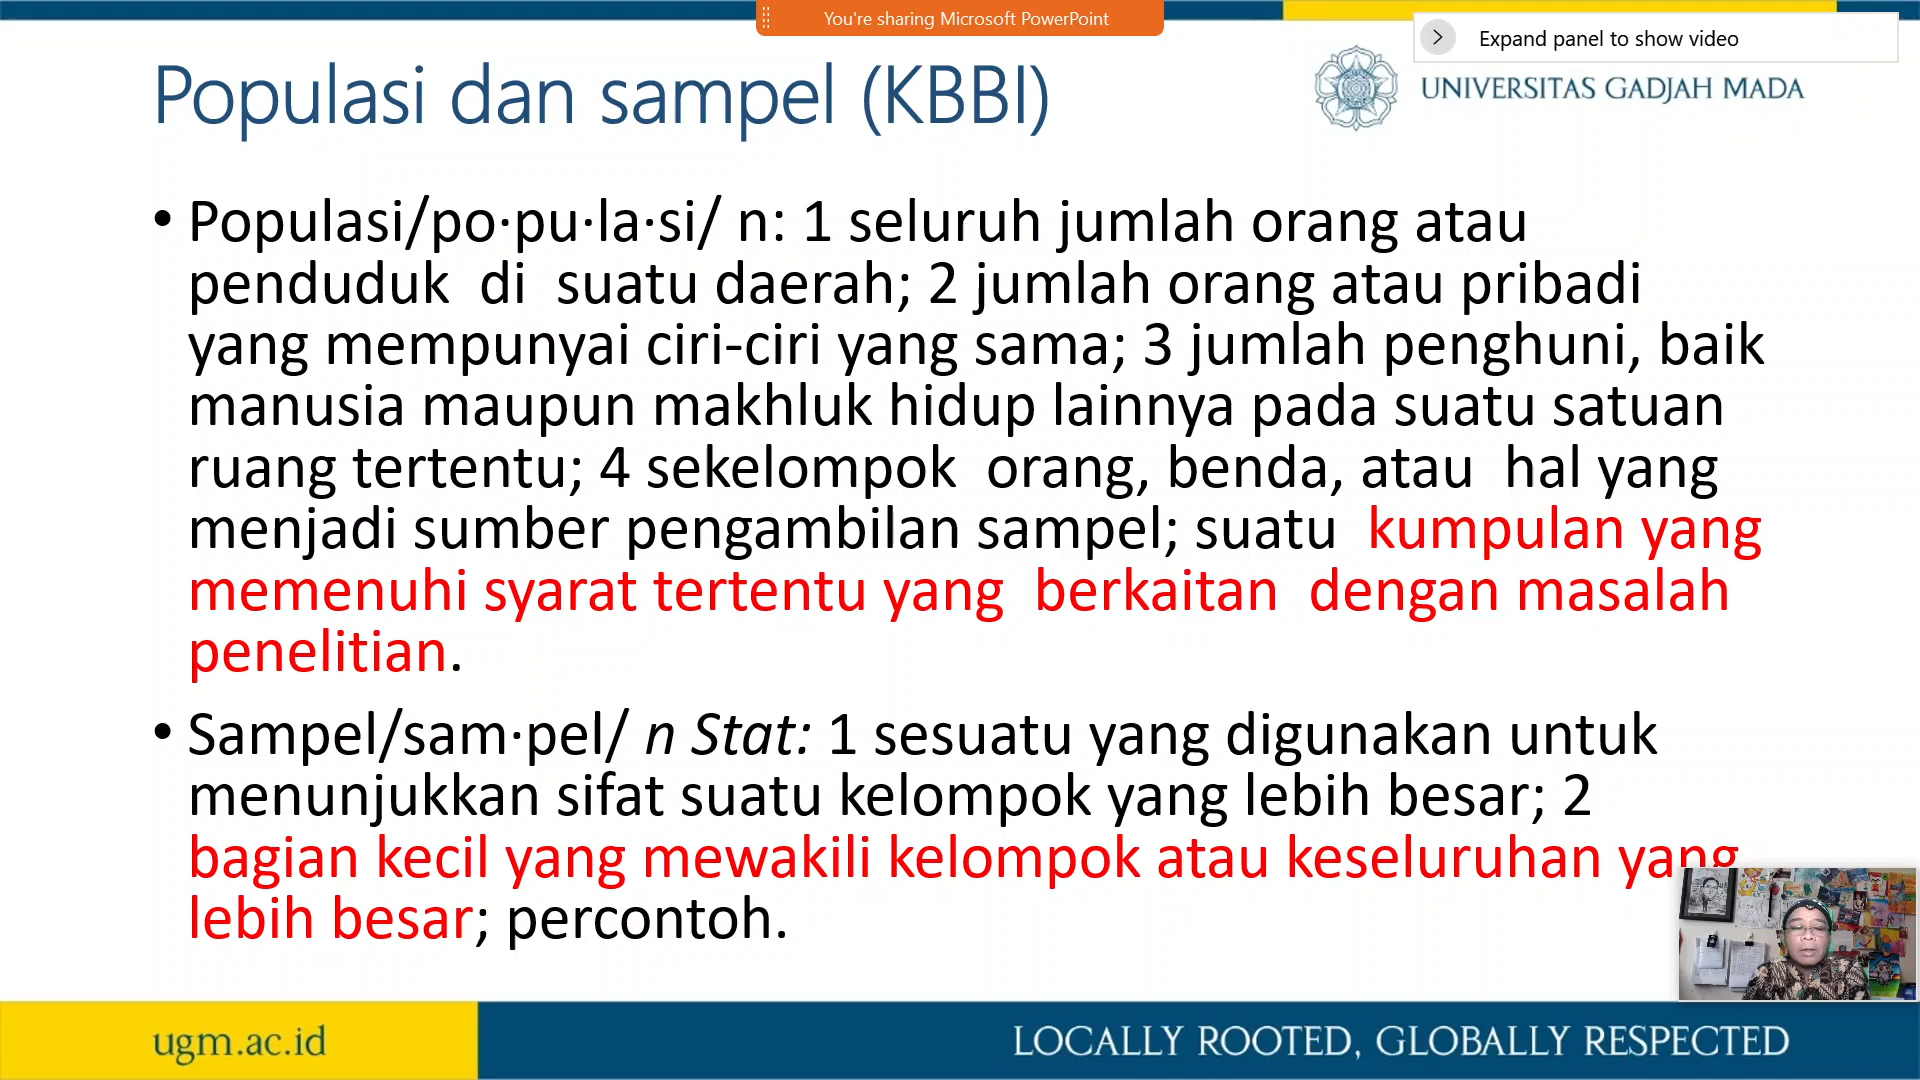 You're sharing Microsoft PowerPoint
Expand panel to show video
Populasi dan sampel (KBBI)
UNIVERSITAS GADJAH MADA
• Populasi/po·pu·la·si/ n: 1 seluruh jumlah orang atau
penduduk di suatu daerah; 2 jumlah orang atau pribadi
yang mempunyai ciri-ciri yang sama; 3 jumlah penghuni, baik
manusia maupun makhluk hidup lainnya pada suatu satuan
ruang tertentu; 4 sekelompok orang, benda, atau hal yang
menjadi sumber pengambilan sampel; suatu kumpulan yang
memenuhi syarat tertentu yang berkaitan dengan masalah
penelitian.
• Sampel/sam·pel/ n Stat: 1 sesuatu yang digunakan untuk
menunjukkan sifat suatu kelompok yang lebih besar; 2
bagian kecil yang mewakili kelompok atau keseluruhan yang
lebih besar; percontoh.
ugm.ac.id
LOCALLY ROOTED, GLOBALLY RESPECTED